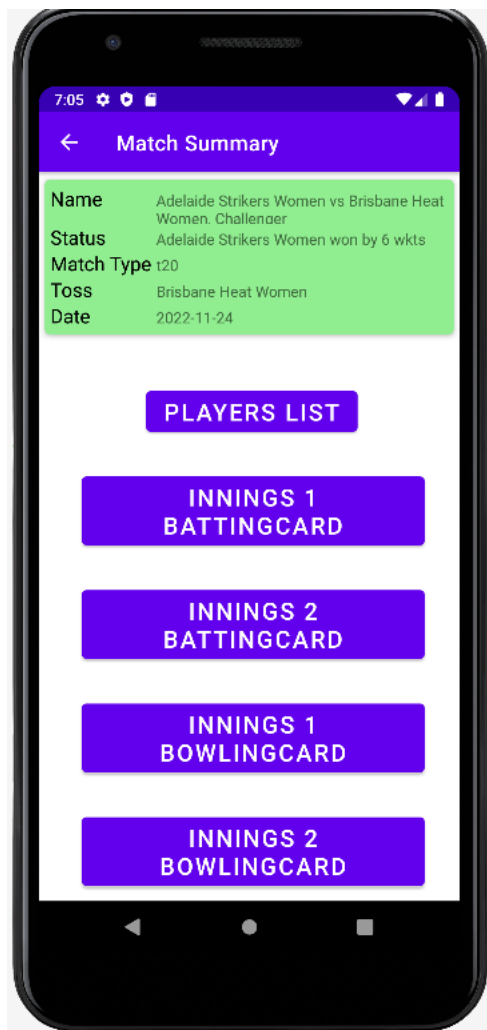 7:05
Match Summary
Name Adelaide Strikers Women vs Brisbane Heat
Women, Challenger
Status Adelaide Strikers Women won by 6 wkts
Match Type t20
Toss Brisbane Heat Women
Date 2022-11-24
PLAYERS LIST
INNINGS 1
BATTINGCARD
INNINGS 2
BATTINGCARD
INNINGS 1
BOWLINGCARD
INNINGS 2
BOWLINGCARD